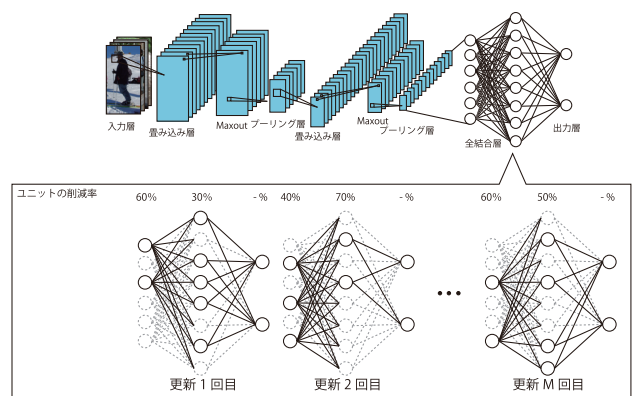 入力層
畳み込み層
Maxout
プーリング層
畳み込み層
Maxout
プーリング層
全結合層
出力層
ユニットの削減率
60% 30% - %
40% 70% - %
60% 50% - %
•••
更新 1 回目
更新 2 回目
更新 M 回目